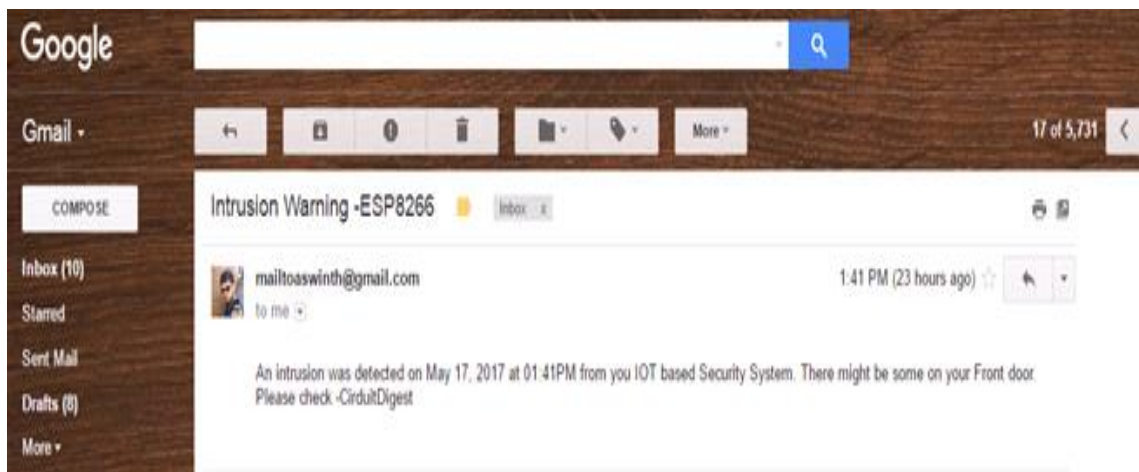 Google
Gmail
More
17 of 5,731
COMPOSE
Intrusion Warning -ESP8266
Inbox x
Inbox (10)
mailtoaswinth@gmail.com
1:41 PM (23 hours ago)
to me
Starred
Sent Mail
An intrusion was detected on May 17, 2017 at 01:41PM from you IOT based Security System. There might be some on your Front door.
Drafts (8)
Please check -CirduitDigest
More